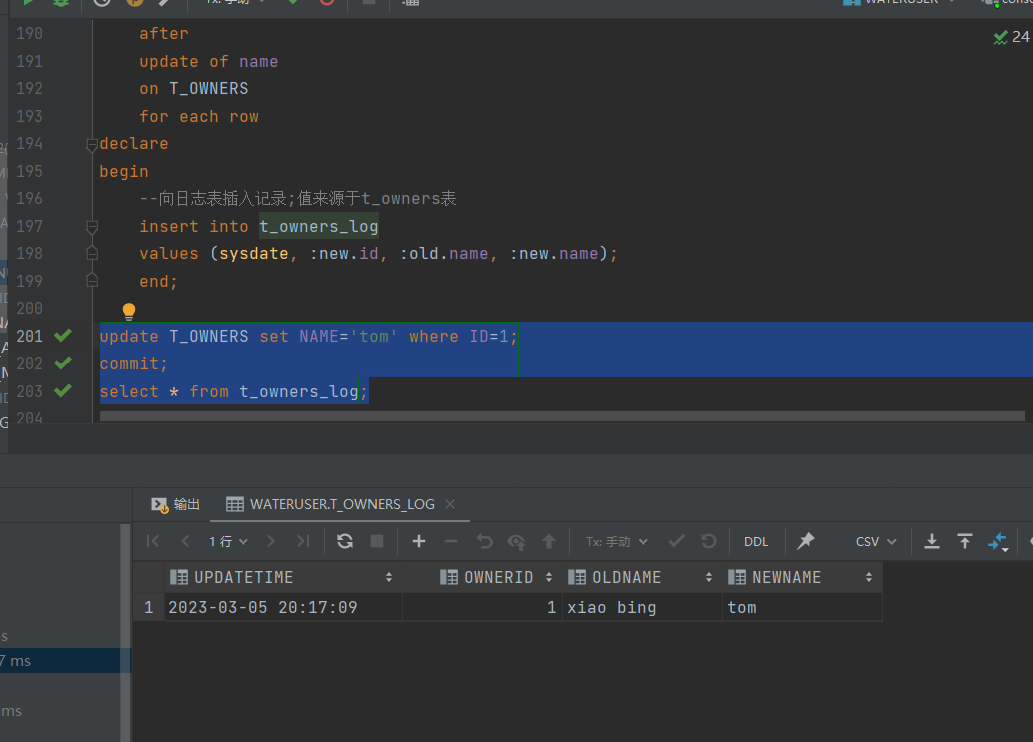 Tx: 手动
WATERUSER
24
190 after
191 update of name
192 on T_OWNERS
193 for each row
194 declare
195 begin
196 --向日志表插入记录;值来源于t_owners表
197 insert into t_owners_log
198 values (sysdate, :new.id, :old.name, :new.name);
199 end;
200
201 update T_OWNERS set NAME='tom' where ID=1;
202 commit;
203 select * from t_owners_log;
204
输出 WATERUSER.T_OWNERS_LOG
1 行 Tx: 手动 DDL CSV
UPDATETIME OWNERID OLDNAME NEWNAME
1 2023-03-05 20:17:09 1 xiao bing tom
s
7 ms
ms